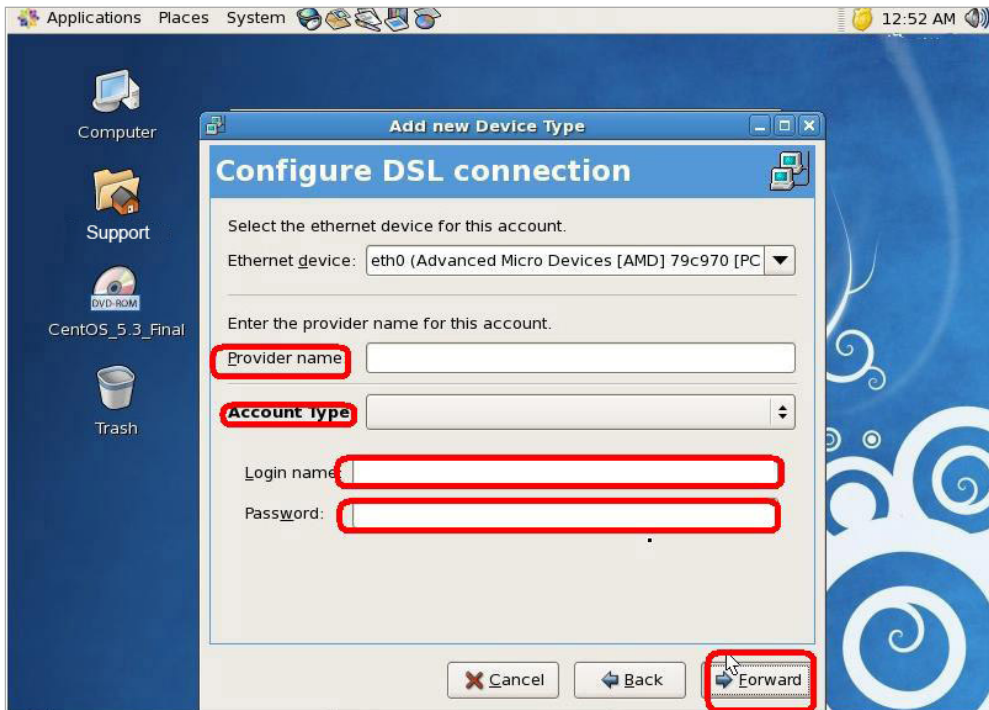 Applications Places System 12:52 AM
Computer
Support
DVD-ROM
CentOS_5.3_Final
Trash
Add new Device Type
Configure DSL connection
Select the ethernet device for this account.
Ethernet device: eth0 (Advanced Micro Devices [AMD] 79c970 [PC
Enter the provider name for this account.
Provider name
Account Type
Login name:
Password:
Cancel Back Forward